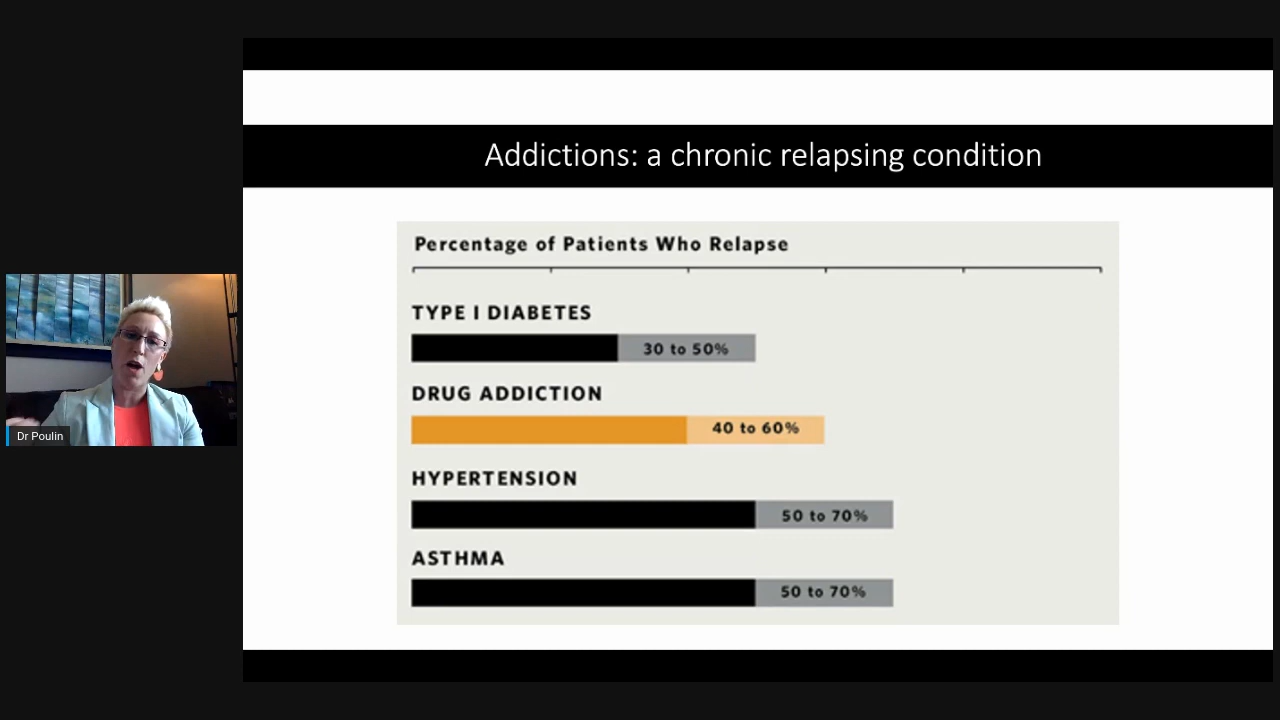 Addictions: a chronic relapsing condition
Percentage of Patients Who Relapse
TYPE I DIABETES
30 to 50%
DRUG ADDICTION
40 to 60%
HYPERTENSION
50 to 70%
ASTHMA
50 to 70%
Dr Poulin